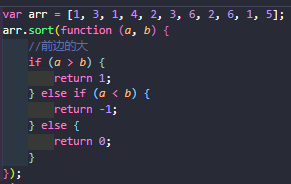 var arr = [1, 3, 1, 4, 2, 3, 6, 2, 6, 1, 5];
arr.sort(function (a, b) {
    //前边的大
    if (a > b) {
        return 1;
    } else if (a < b) {
        return -1;
    } else {
        return 0;
    }
});